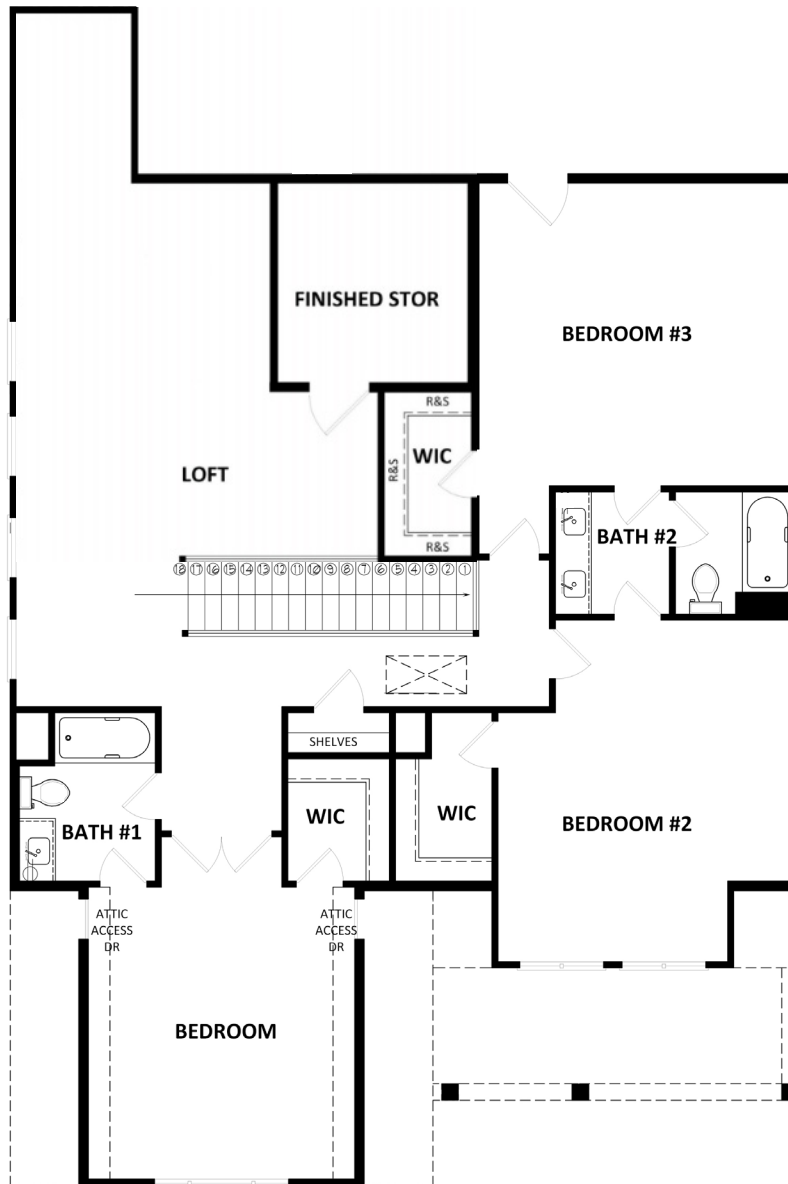 FINISHED STOR
BEDROOM #3
R&S
R&S
WIC
LOFT
R&S
BATH #2
⑱ ⑰ ⑯ ⑮ ⑭ ⑬ ⑫ ⑪ ⑩ ⑨ ⑧ ⑦ ⑥ ⑤ ④ ③ ② ①
SHELVES
WIC
WIC
BATH #1
BEDROOM #2
ATTIC
ACCESS
DR
ATTIC
ACCESS
DR
BEDROOM